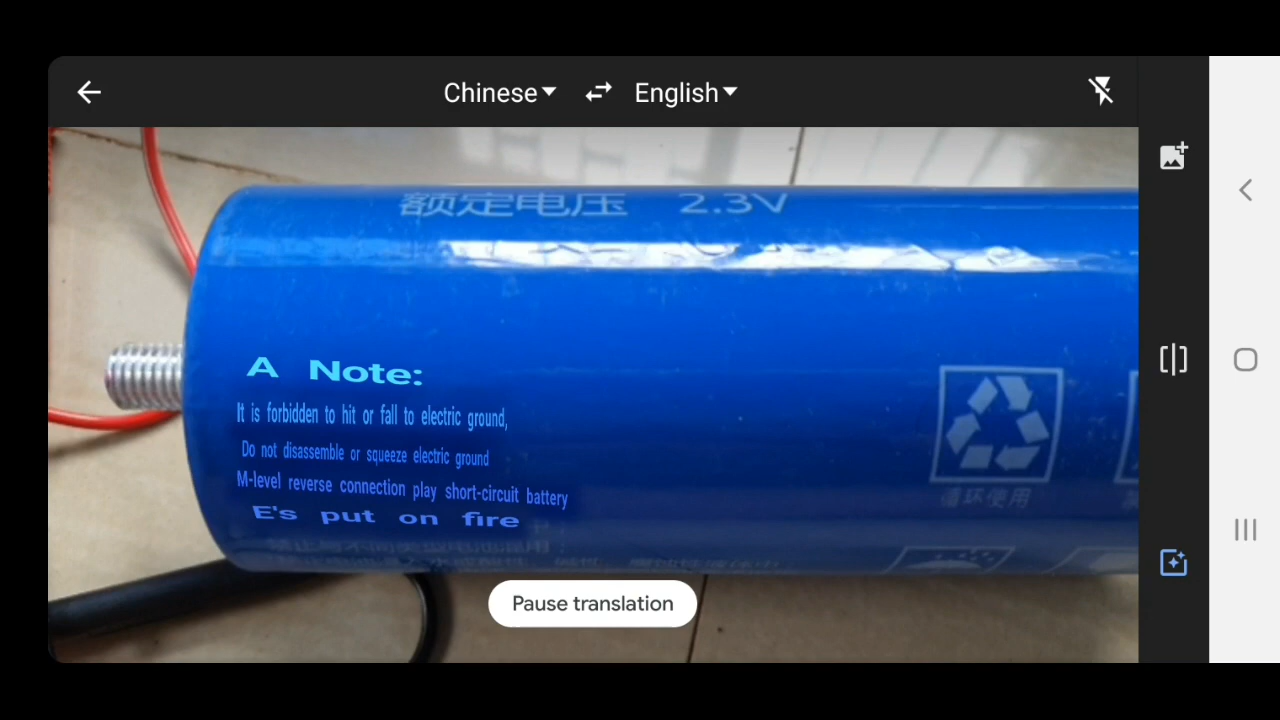 Chinese
English
额定电压 2.3V
A Note:
It is forbidden to hit or fall to electric ground,
Do not disassemble or squeeze electric ground
M-level reverse connection play short-circuit battery
E's put on fire
循环使用
Pause translation